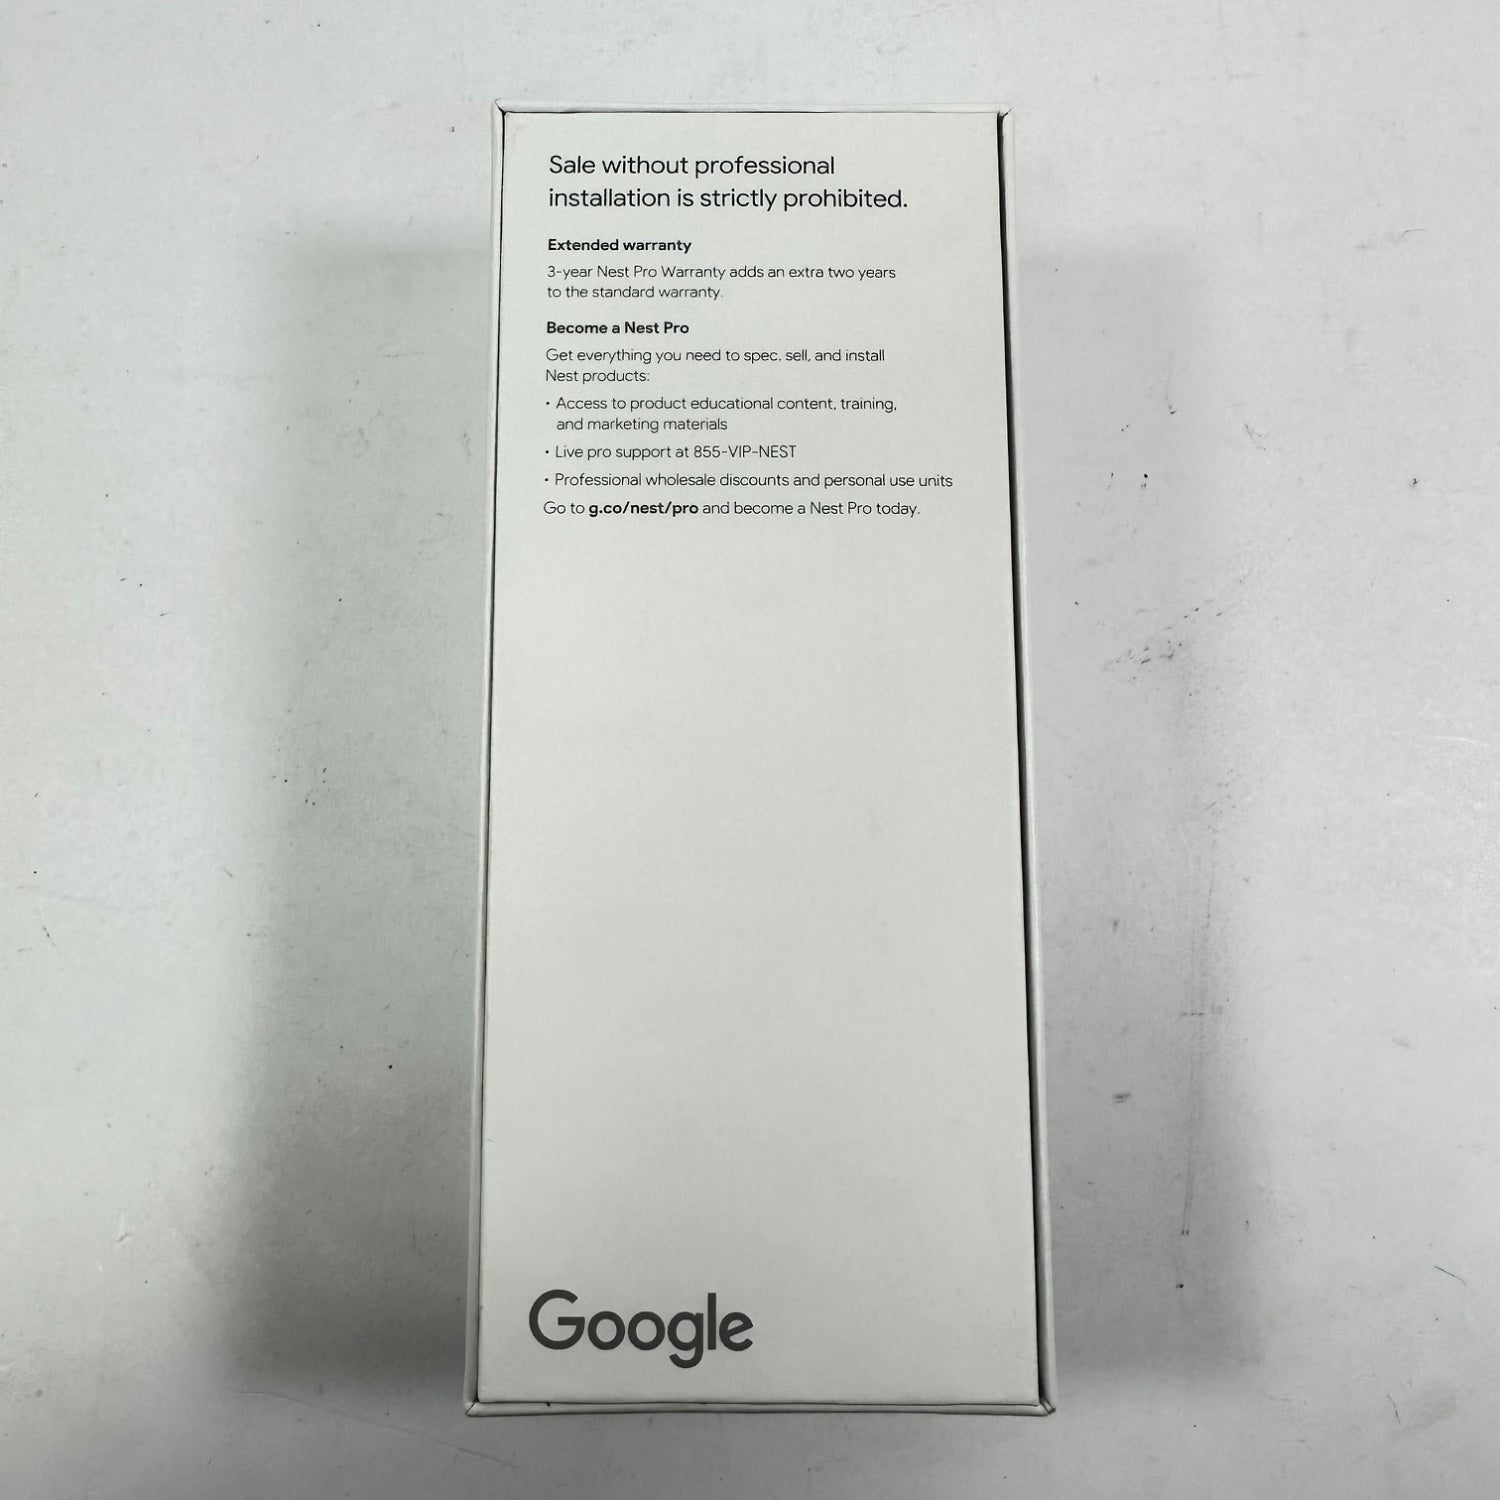 Sale without professional
installation is strictly prohibited.
Extended warranty
3-year Nest Pro Warranty adds an extra two years
to the standard warranty.
Become a Nest Pro
Get everything you need to spec, sell, and install
Nest products:
• Access to product educational content, training,
and marketing materials
• Live pro support at 855-VIP-NEST
• Professional wholesale discounts and personal use units
Go to g.co/nest/pro and become a Nest Pro today.
Google